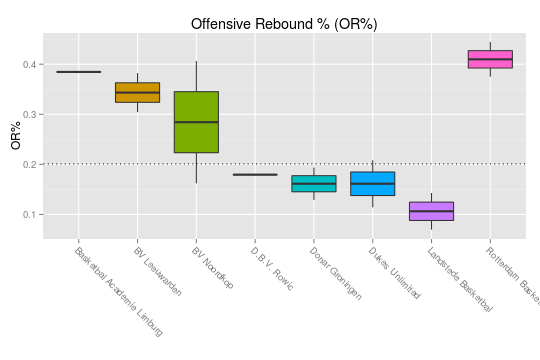 Offensive Rebound % (OR%)
OR%
0.4
0.3
0.2
0.1
Basketbal Academie Limburg
BV Leeuwarden
BV Noordkop
D.B.V. Rowic
Donar Groningen
Dukes Unlimited
Landslede Basketbal
Rotterdam Basket